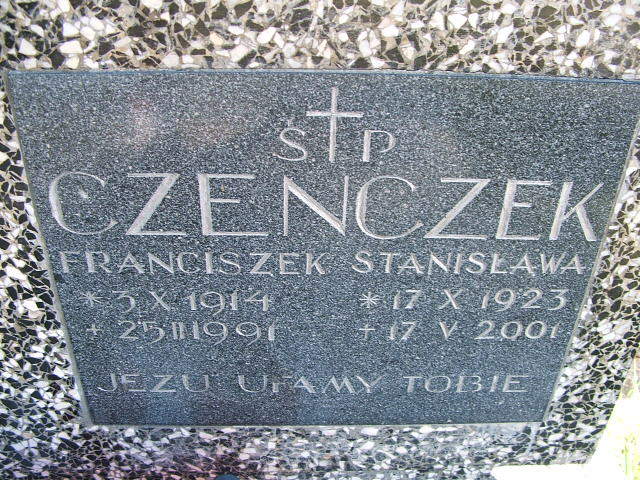 Ś P
CZENCZEK
FRANCISZEK STANISŁAWA
* 3 X 1914 * 17 X 1923
+ 25 II 1991 + 17 V 2001
JEZU UFAMY TOBIE